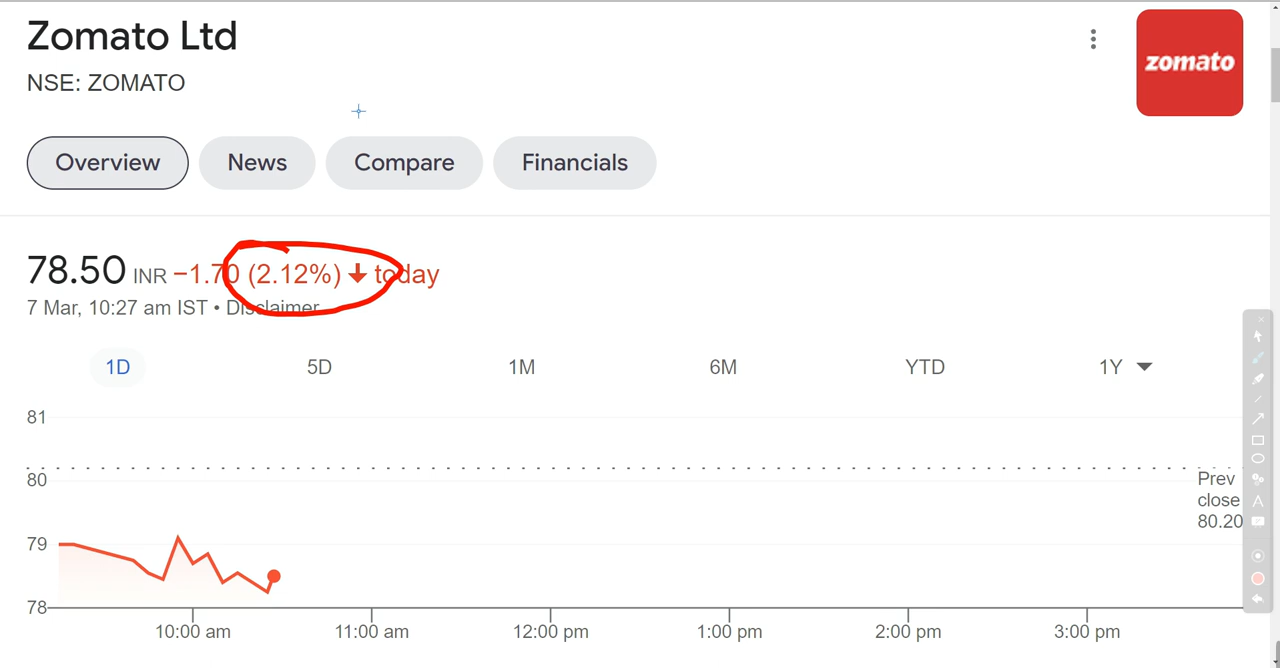 Zomato Ltd
NSE: ZOMATO
zomato
Overview News Compare Financials
78.50 INR −1.70 (2.12%) ↓ today
7 Mar, 10:27 am IST • Disclaimer
1D 5D 1M 6M YTD 1Y
81
80
79
78
Prev
close
80.20
10:00 am 11:00 am 12:00 pm 1:00 pm 2:00 pm 3:00 pm